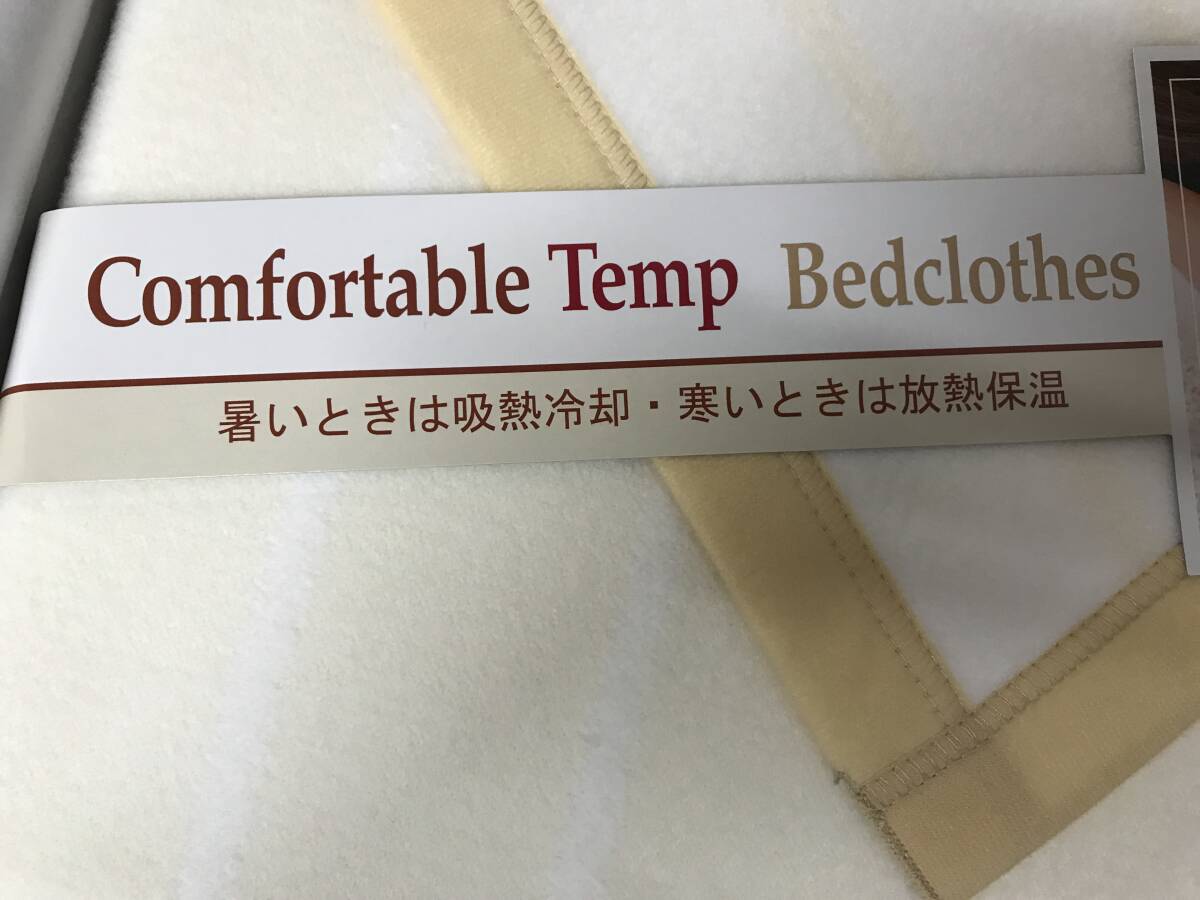 Comfortable Temp Bedclothes
暑いときは吸熱冷却・寒いときは放熱保温